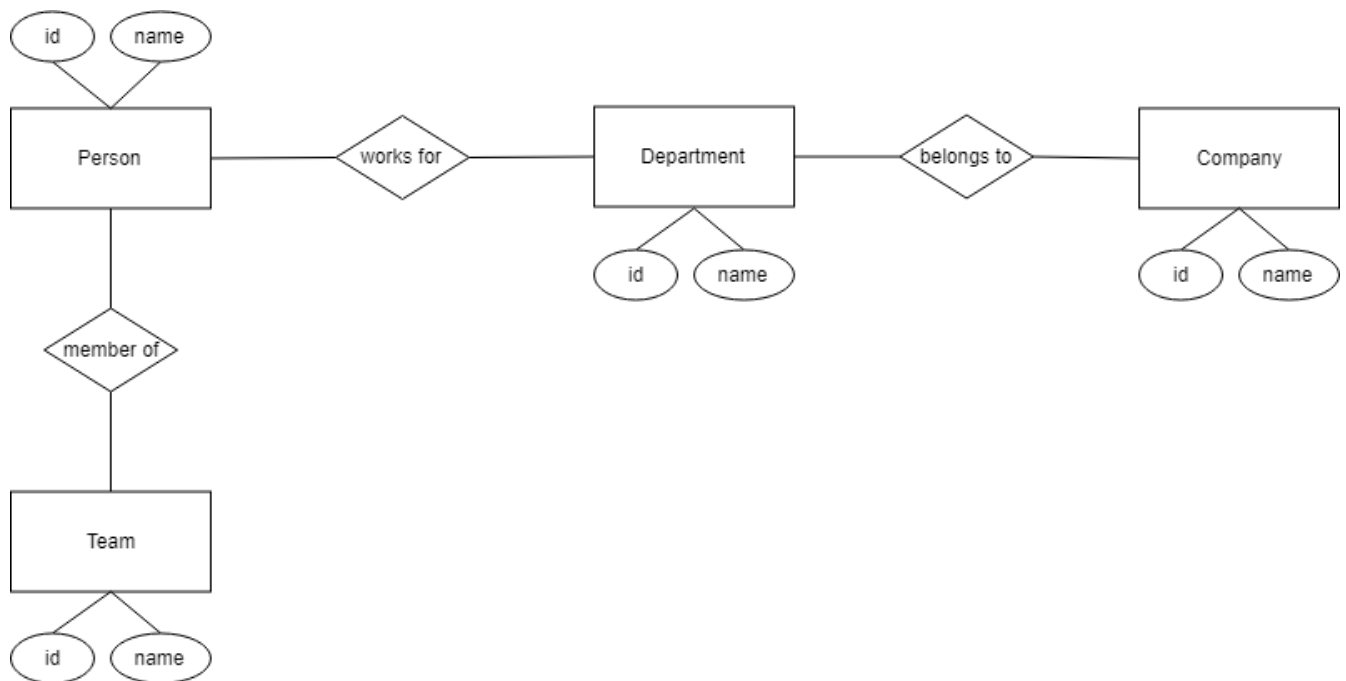 id
name
Person
works for
Department
belongs to
Company
id
name
id
name
member of
Team
id
name